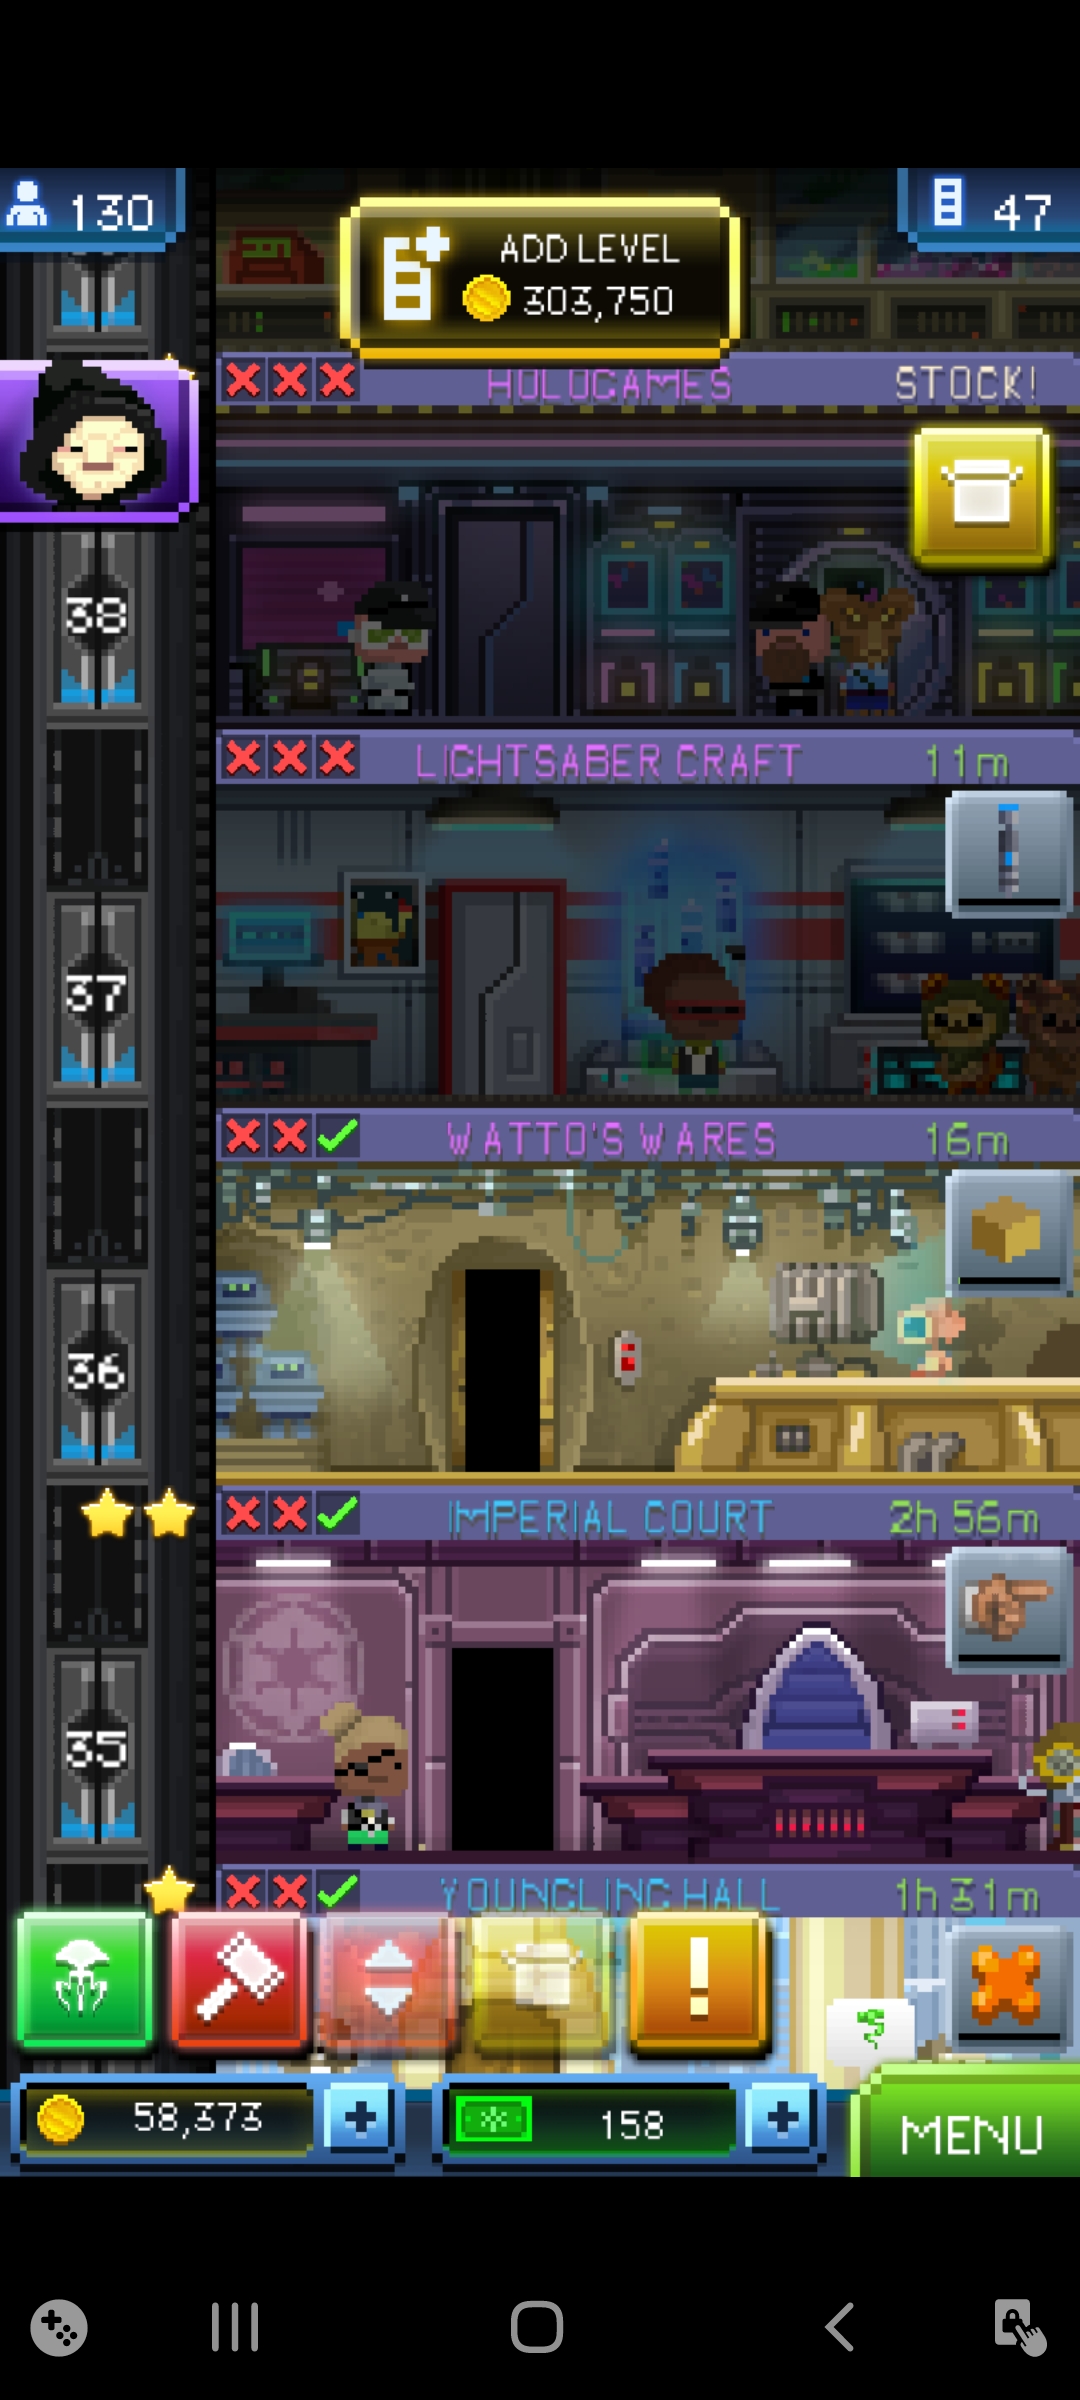 130
ADD LEVEL
303,750
47
HOLOGAMES
STOCK!
38
LIGHTSABER CRAFT
11m
37
WATTO'S WARES
16m
36
IMPERIAL COURT
2h 56m
35
YOUNGLING HALL
1h 31m
!
58,373
+
158
+
MENU